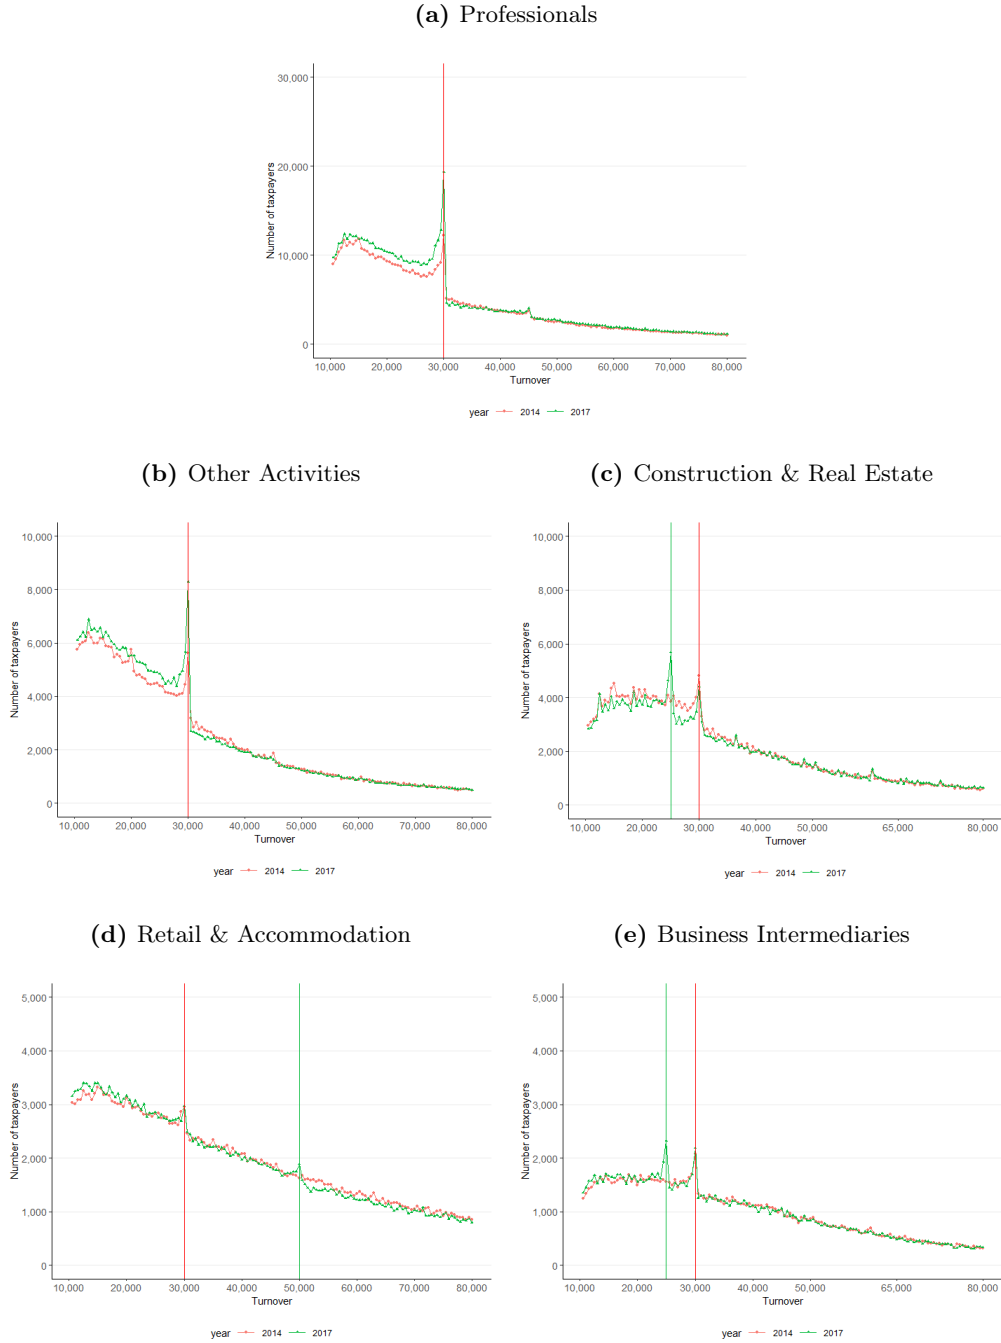 (a) Professionals
30,000
20,000
10,000
0
Number of taxpayers
10,000 20,000 30,000 40,000 50,000 60,000 70,000 80,000
Turnover
year 2014 2017
(b) Other Activities
10,000
8,000
6,000
4,000
2,000
0
Number of taxpayers
10,000 20,000 30,000 40,000 50,000 60,000 70,000 80,000
Turnover
year 2014 2017
(c) Construction & Real Estate
10,000
8,000
6,000
4,000
2,000
0
Number of taxpayers
10,000 20,000 30,000 40,000 50,000 65,000 80,000
Turnover
year 2014 2017
(d) Retail & Accommodation
5,000
4,000
3,000
2,000
1,000
0
Number of taxpayers
10,000 20,000 30,000 40,000 50,000 60,000 70,000 80,000
Turnover
year 2014 2017
(e) Business Intermediaries
5,000
4,000
3,000
2,000
1,000
0
Number of taxpayers
10,000 20,000 30,000 40,000 50,000 65,000 80,000
Turnover
year 2014 2017